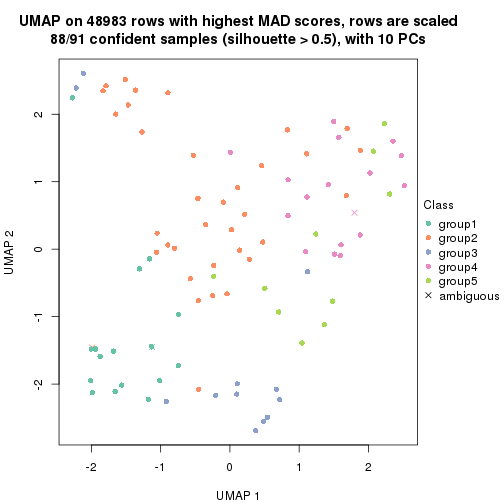 UMAP on 48983 rows with highest MAD scores, rows are scaled
88/91 confident samples (silhouette > 0.5), with 10 PCs
2
1
0
-1
-2
UMAP 2
-2
-1
0
1
2
UMAP 1
Class
group1
group2
group3
group4
group5
ambiguous